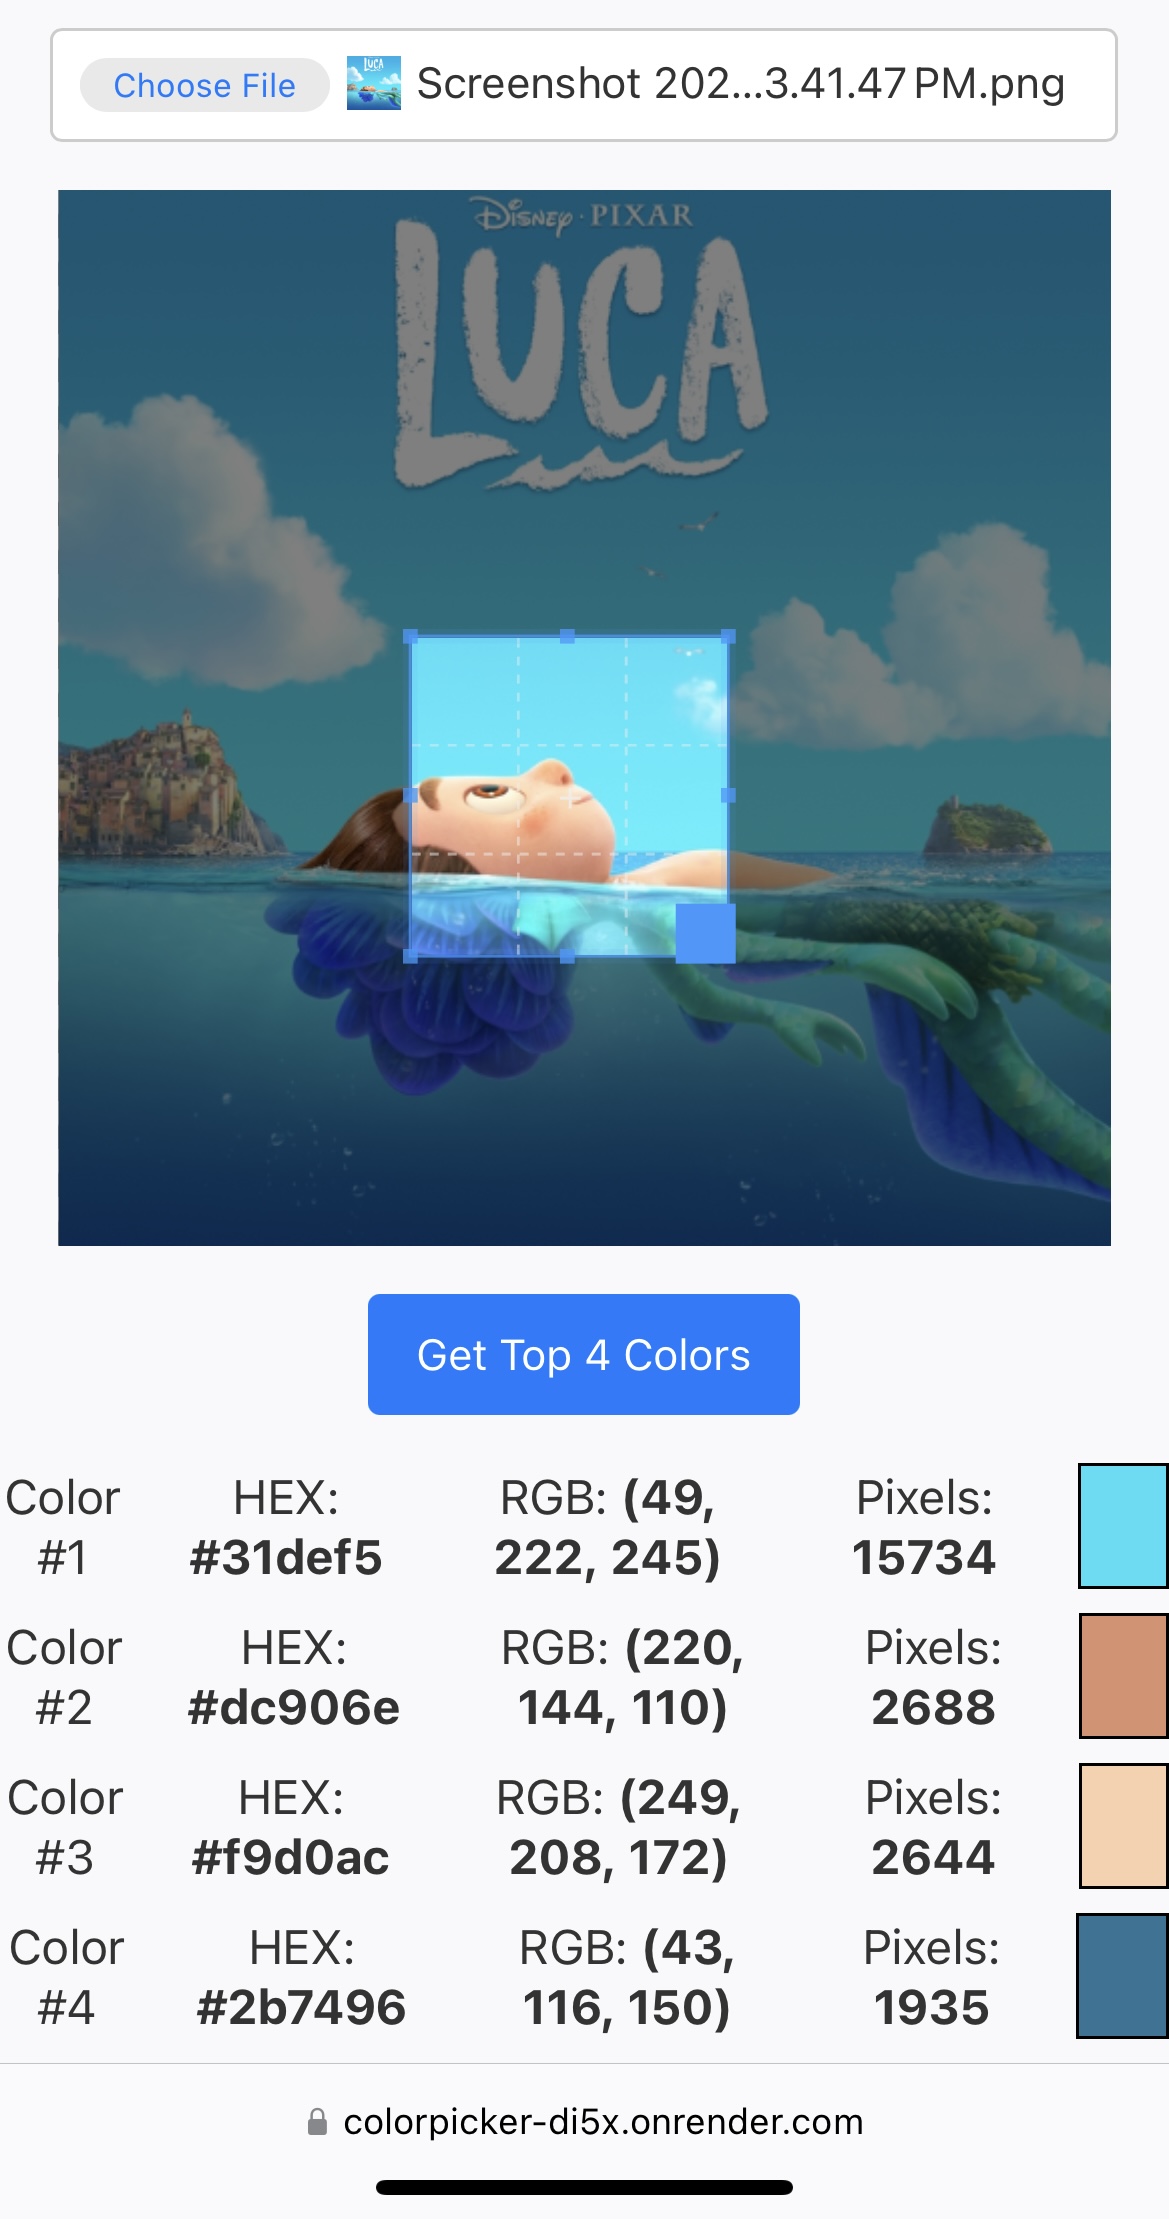 LUCA
Choose File
Screenshot 202...3.41.47 PM.png
Disney · PIXAR
LUCA
Get Top 4 Colors
Color #1
HEX: #31def5
RGB: (49, 222, 245)
Pixels: 15734
Color #2
HEX: #dc906e
RGB: (220, 144, 110)
Pixels: 2688
Color #3
HEX: #f9d0ac
RGB: (249, 208, 172)
Pixels: 2644
Color #4
HEX: #2b7496
RGB: (43, 116, 150)
Pixels: 1935
colorpicker-di5x.onrender.com